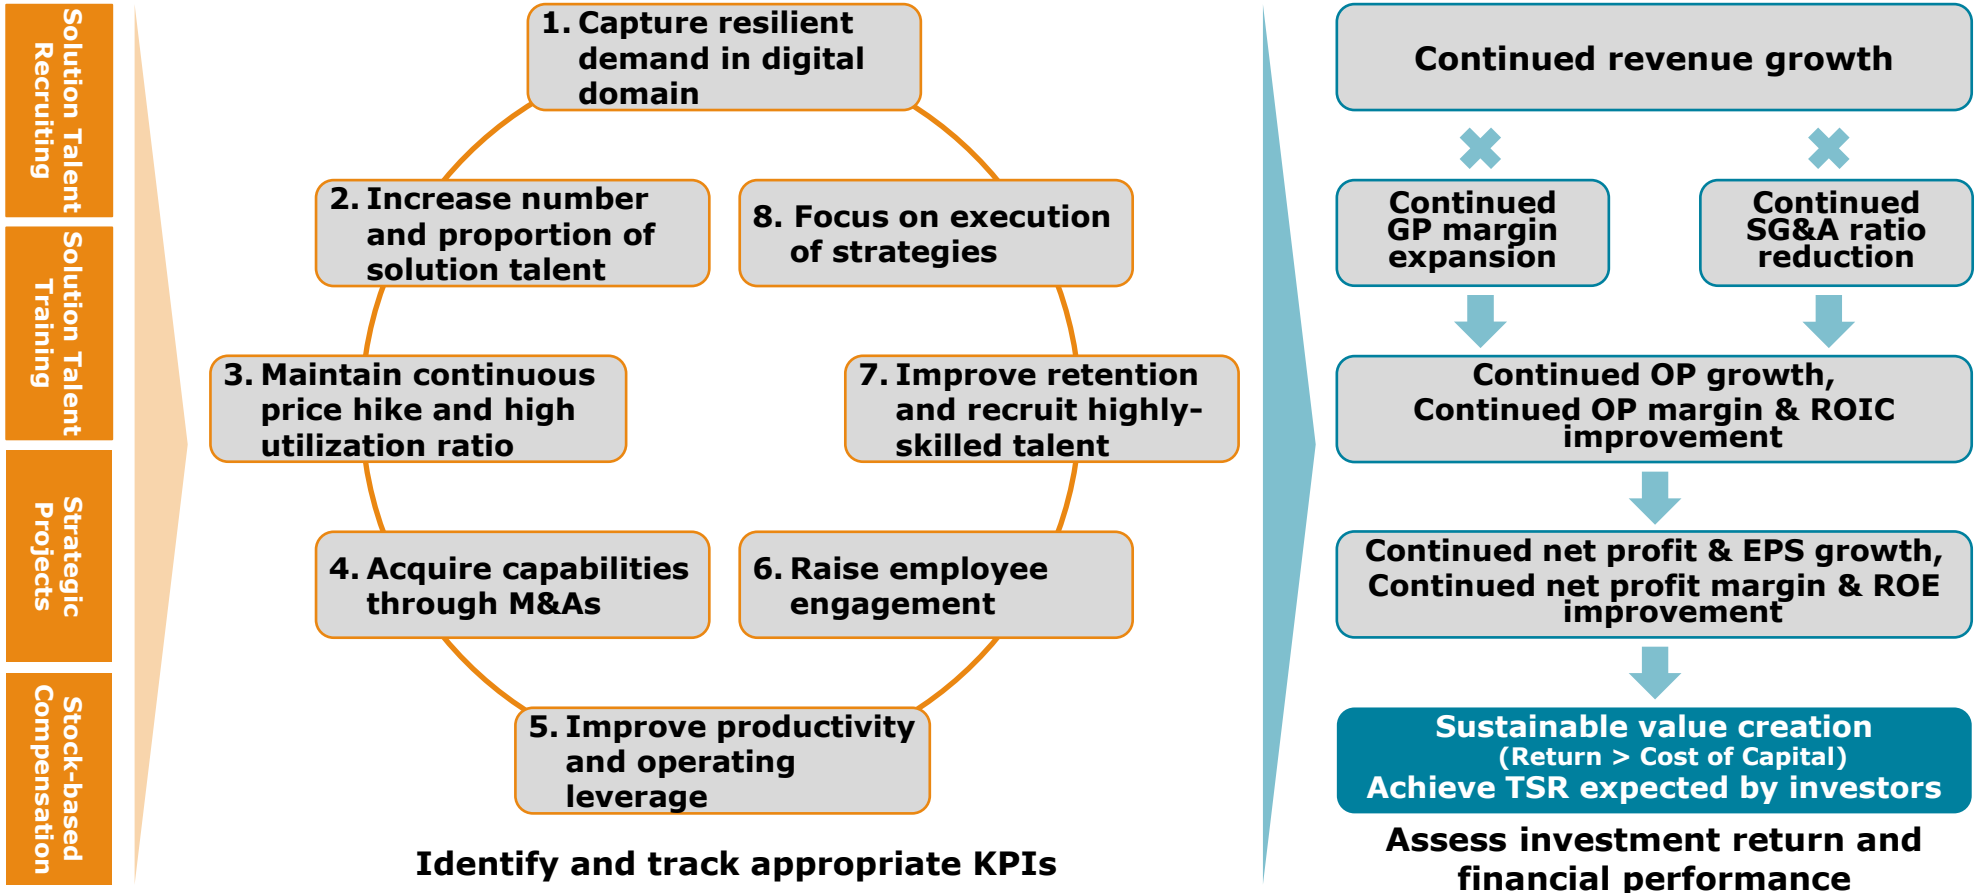 Solution Talent
Recruiting
Solution Talent
Training
Strategic
Projects
Stock-based
Compensation
1. Capture resilient
demand in digital
domain
2. Increase number
and proportion of
solution talent
3. Maintain continuous
price hike and high
utilization ratio
4. Acquire capabilities
through M&As
5. Improve productivity
and operating
leverage
6. Raise employee
engagement
7. Improve retention
and recruit highly-
skilled talent
8. Focus on execution
of strategies
Identify and track appropriate KPIs
Continued revenue growth
Continued
GP margin
expansion
Continued
SG&A ratio
reduction
Continued OP growth,
Continued OP margin & ROIC
improvement
Continued net profit & EPS growth,
Continued net profit margin & ROE
improvement
Sustainable value creation
(Return > Cost of Capital)
Achieve TSR expected by investors
Assess investment return and
financial performance